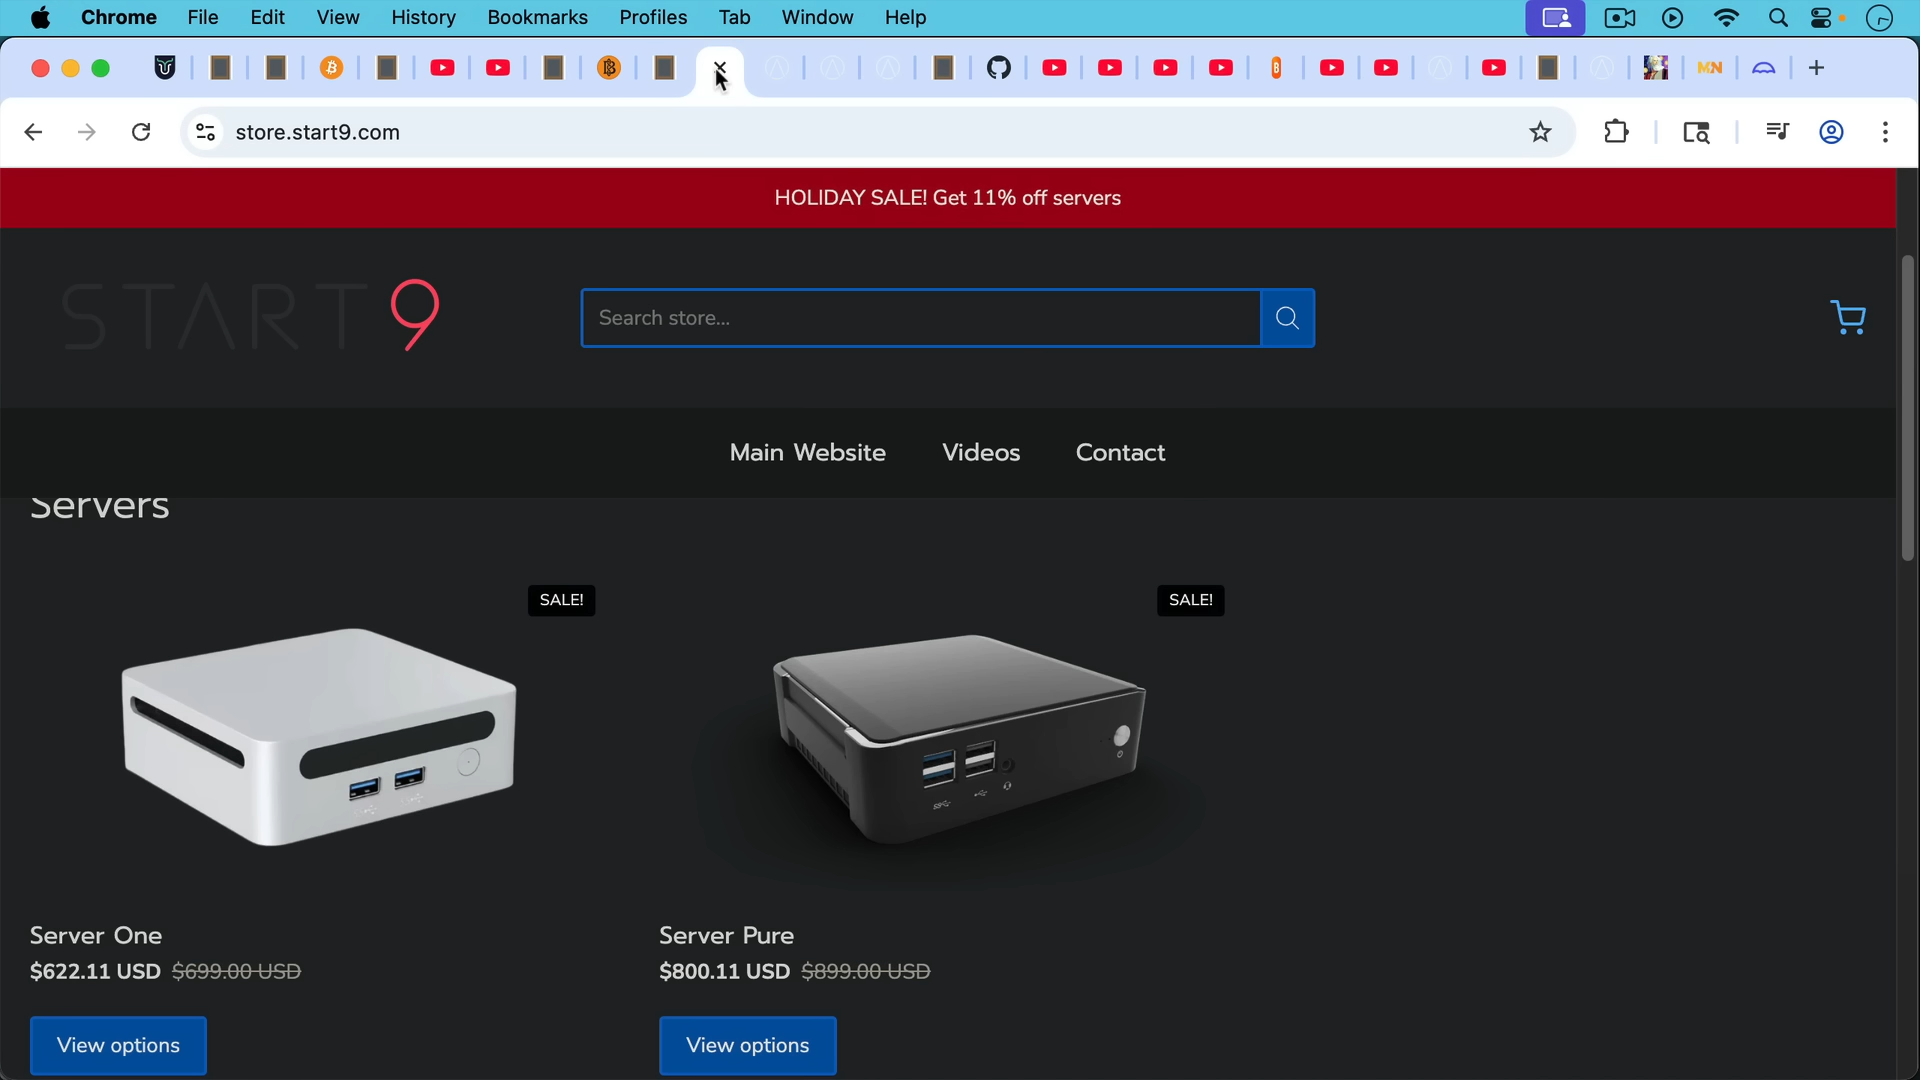 Chrome File Edit View History Bookmarks Profiles Tab Window Help
MN
store.start9.com
HOLIDAY SALE! Get 11% off servers
START9
Search store...
Main Website Videos Contact
Servers
SALE! SALE!
Server One Server Pure
$622.11 USD $699.00 USD $800.11 USD $899.00 USD
View options View options